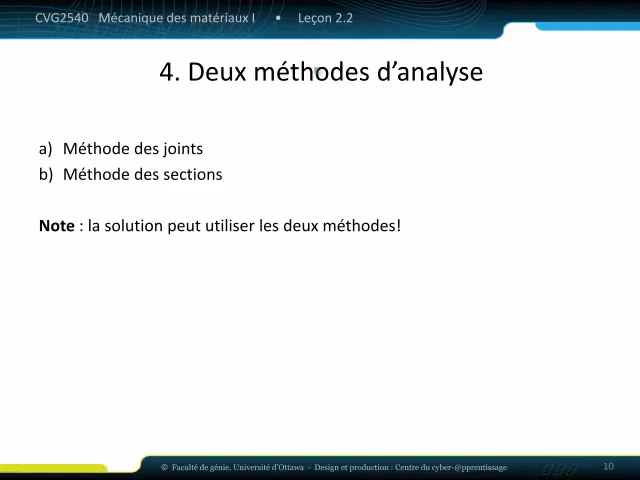 CVG2540 Mécanique des matériaux I • Leçon 2.2
4. Deux méthodes d’analyse
a) Méthode des joints
b) Méthode des sections
Note : la solution peut utiliser les deux méthodes!
© Faculté de génie, Université d’Ottawa - Design et production : Centre du cyber-@pprentissage
10